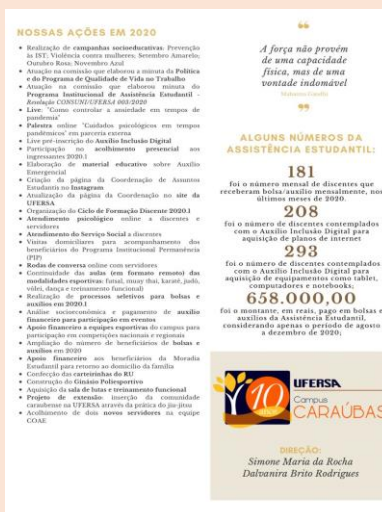 NOSSAS AÇÕES EM 2020
• Realização de campanhas socioeducativas: Prevenção
às IST; Violência contra mulheres; Setembro Amarelo;
Outubro Rosa; Novembro Azul
• Atuação na comissão que elaborou a minuta da Política
e do Programa de Qualidade de Vida no Trabalho
• Atuação na comissão que elaborou minuta do
Programa Institucional de Assistência Estudantil -
Resolução CONSUNI/UFERSA 003/2020
• Live: "Como controlar a ansiedade em tempos de
pandemia"
• Palestra online "Cuidados psicológicos em tempos
pandêmicos" em parceria externa
• Live pré-inscrição do Auxílio Inclusão Digital
• Participação no acolhimento presencial aos
ingressantes 2020.1
• Elaboração de material educativo sobre Auxílio
Emergencial
• Criação da página da Coordenação de Assuntos
Estudantis no Instagram
• Atualização da página da Coordenação no site da
UFERSA
• Organização do Ciclo de Formação Discente 2020.1
• Atendimento psicológico online a discentes e
servidores
• Atendimento do Serviço Social a discentes
• Visitas domiciliares para acompanhamento dos
beneficiários do Programa Institucional Permanência
(PIP)
• Rodas de conversa online com servidores
• Continuidade das aulas (em formato remoto) das
modalidades esportivas: futsal, muay thai, karatê, judô,
vôlei, dança e treinamento funcional)
• Realização de processos seletivos para bolsas e
auxílios em 2020.1
• Análise socioeconômica e pagamento de auxílio
financeiro para participação em eventos
• Apoio financeiro a equipes esportivas do campus para
participação em competições nacionais e regionais
• Ampliação do número de beneficiários de bolsas e
auxílios em 2020
• Apoio financeiro aos beneficiários da Moradia
Estudantil para retorno ao domicílio da família
• Confecção das carteirinhas do RU
• Construção do Ginásio Poliesportivo
• Aquisição da sala de lutas e treinamento funcional
• Projeto de extensão: inserção da comunidade
caraubense na UFERSA através da prática do jiu-jitsu
• Acolhimento de dois novos servidores na equipe
COAE
A força não provém
de uma capacidade
física, mas de uma
vontade indomável
Mahatma Gandhi
ALGUNS NÚMEROS DA
ASSISTÊNCIA ESTUDANTIL:
181
foi o número mensal de discentes que
receberam bolsa/auxílio mensalmente, nos
últimos meses de 2020.
208
foi o número de discentes contemplados
com o Auxílio Inclusão Digital para
aquisição de planos de internet
293
foi o número de discentes contemplados
com o Auxílio Inclusão Digital para
aquisição de equipamentos como tablet,
computadores e notebooks;
658.000,00
foi o montante, em reais, pago em bolsas e
auxílios da Assistência Estudantil,
considerando apenas o período de agosto
a dezembro de 2020;
10
anos
UFERSA
Campus
CARAÚBAS
DIREÇÃO:
Simone Maria da Rocha
Dalvanira Brito Rodrigues